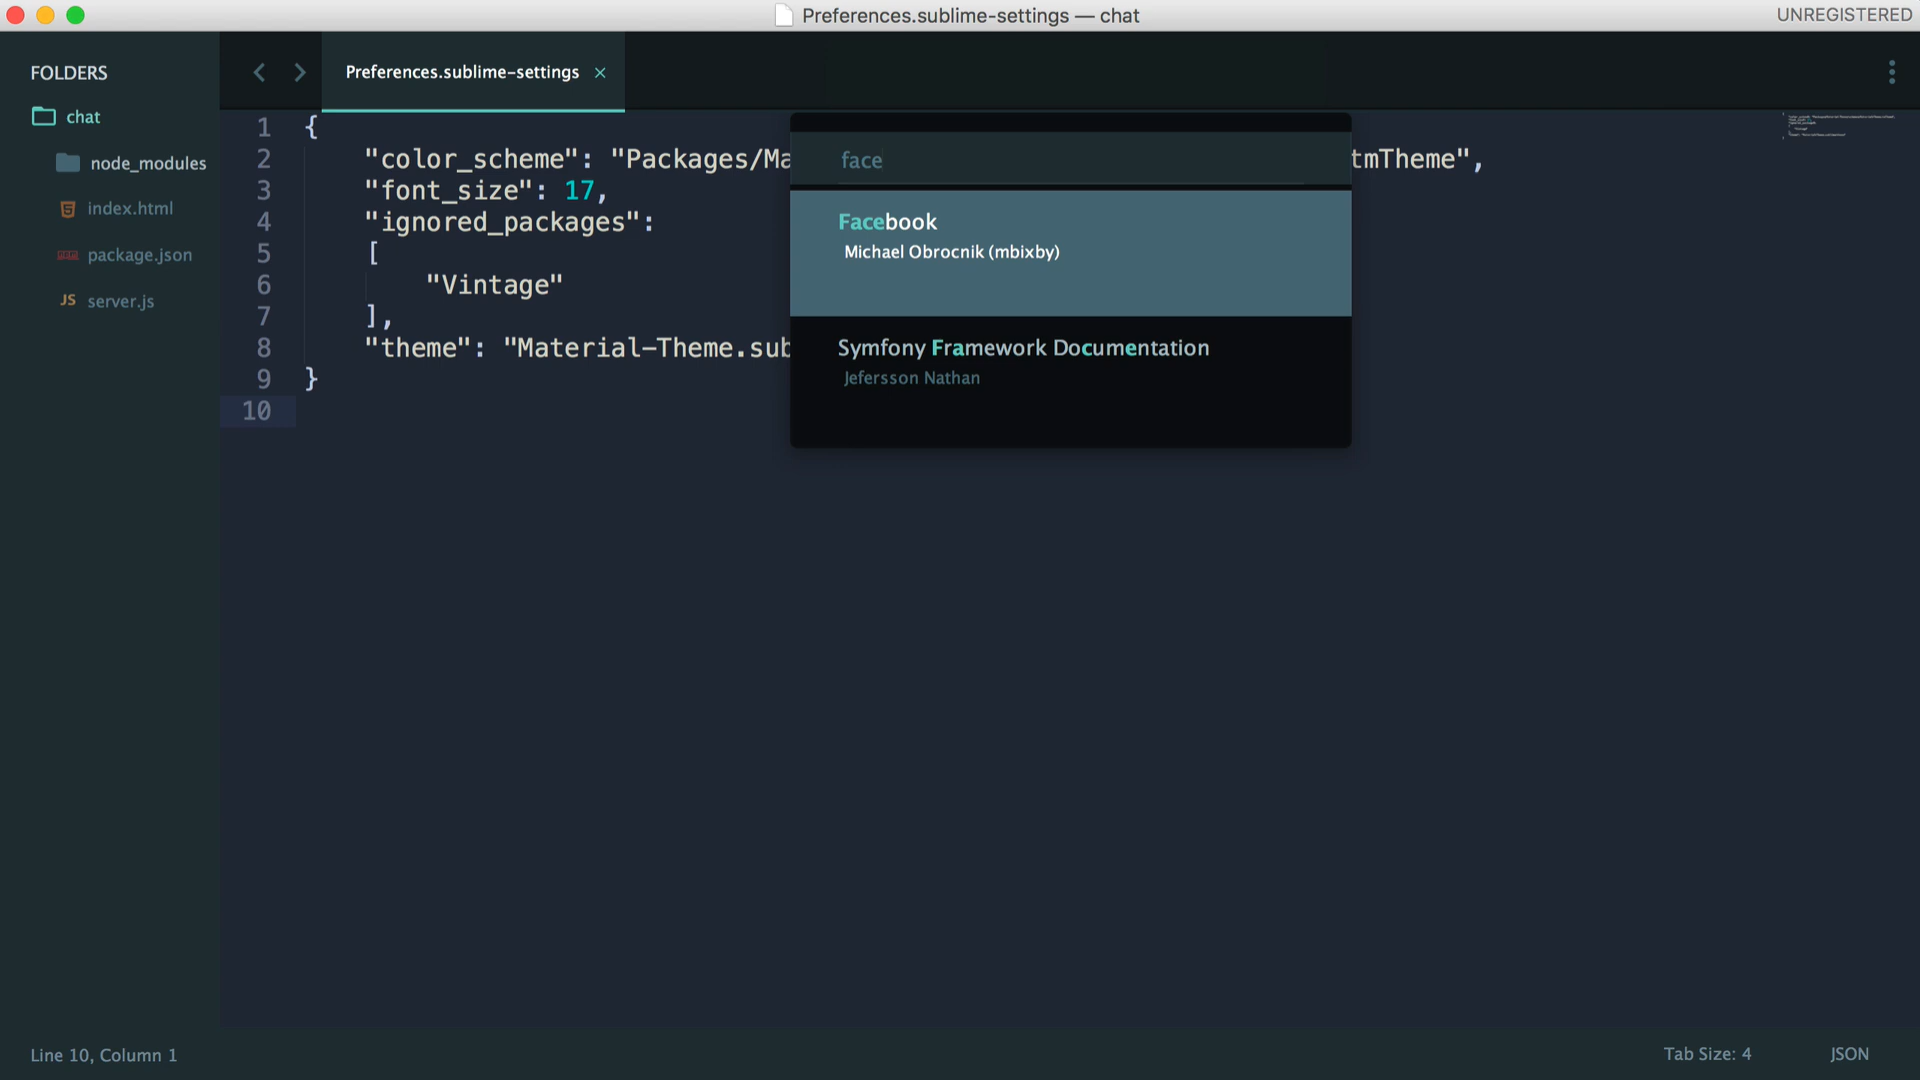 Preferences.sublime-settings — chat
UNREGISTERED
FOLDERS
chat
node_modules
index.html
package.json
JS server.js
Preferences.sublime-settings ×
1 {
2 "color_scheme": "Packages/Ma tmTheme",
3 "font_size": 17,
4 "ignored_packages":
5 [
6 "Vintage"
7 ],
8 "theme": "Material-Theme.sub
9 }
10
face
Facebook
Michael Obrocnik (mbixby)
Symfony Framework Documentation
Jefersson Nathan
Line 10, Column 1
Tab Size: 4
JSON